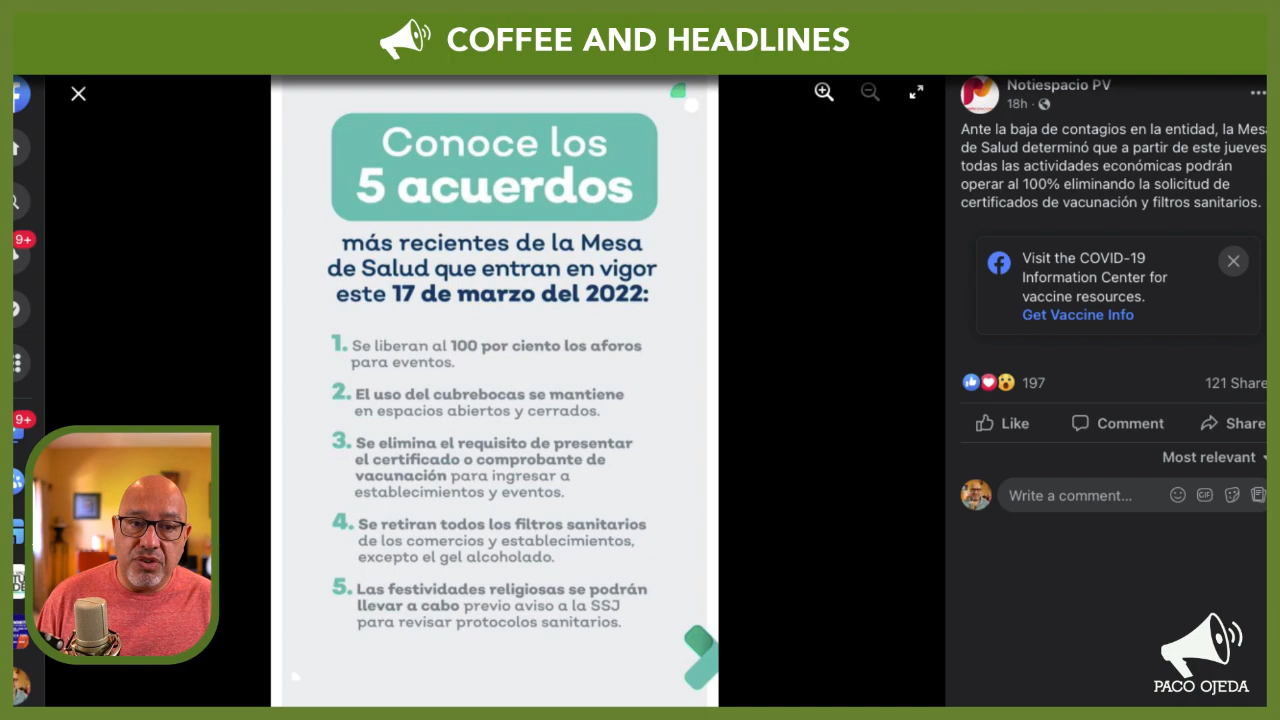 COFFEE AND HEADLINES
Conoce los
5 acuerdos
más recientes de la Mesa
de Salud que entran en vigor
este 17 de marzo del 2022:
1. Se liberan al 100 por ciento los aforos
para eventos.
2. El uso del cubrebocas se mantiene
en espacios abiertos y cerrados.
3. Se elimina el requisito de presentar
el certificado o comprobante de
vacunación para ingresar a
establecimientos y eventos.
4. Se retiran todos los filtros sanitarios
de los comercios y establecimientos,
excepto el gel alcoholado.
5. Las festividades religiosas se podrán
llevar a cabo previo aviso a la SSJ
para revisar protocolos sanitarios.
Notiespacio PV
18h ·
Ante la baja de contagios en la entidad, la Mesa
de Salud determinó que a partir de este jueves
todas las actividades económicas podrán
operar al 100% eliminando la solicitud de
certificados de vacunación y filtros sanitarios.
Visit the COVID-19
Information Center for
vaccine resources.
Get Vaccine Info
197
121 Share
Like
Comment
Share
Most relevant
Write a comment...
GIF
9+
9+
PACO OJEDA